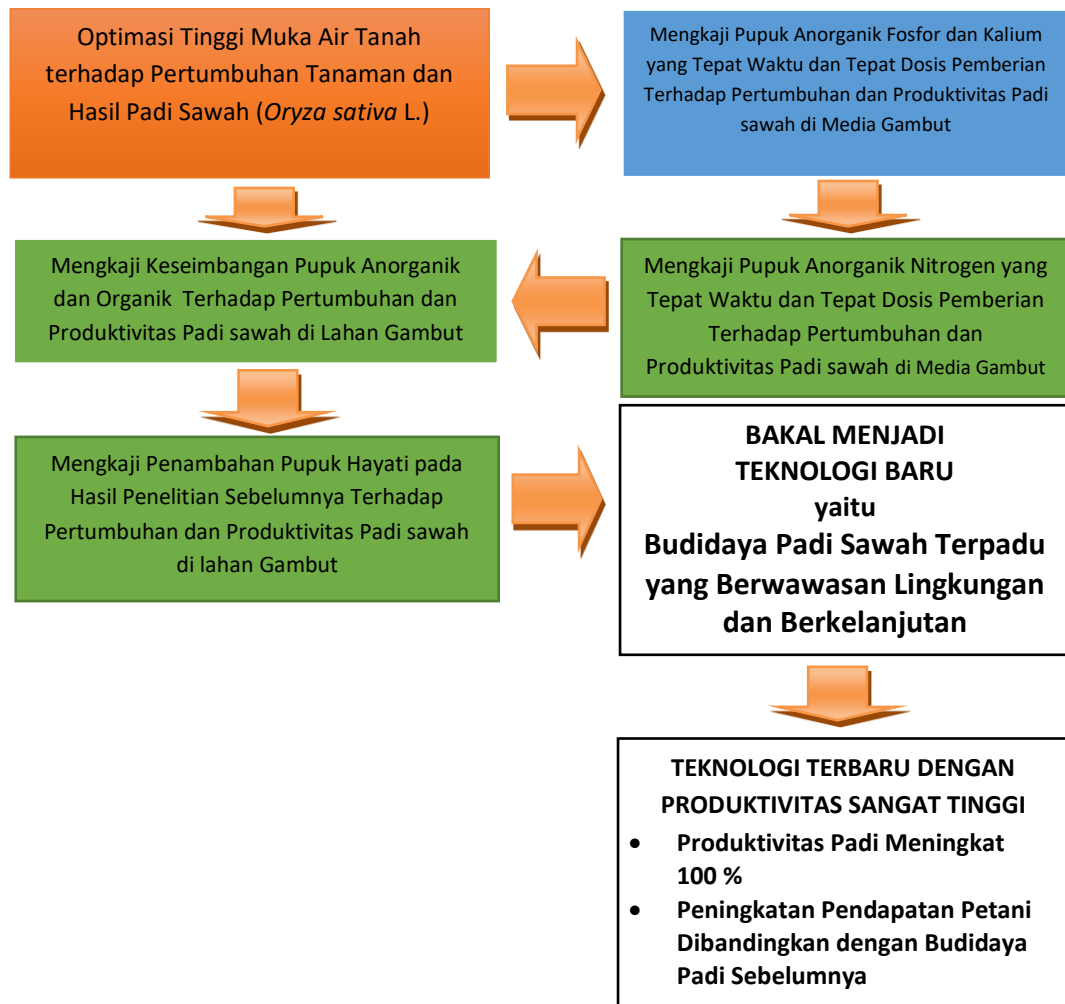 Optimasi Tinggi Muka Air Tanah
terhadap Pertumbuhan Tanaman dan
Hasil Padi Sawah (Oryza sativa L.)
Mengkaji Pupuk Anorganik Fosfor dan Kalium
yang Tepat Waktu dan Tepat Dosis Pemberian
Terhadap Pertumbuhan dan Produktivitas Padi
sawah di Media Gambut
Mengkaji Pupuk Anorganik Nitrogen yang
Tepat Waktu dan Tepat Dosis Pemberian
Terhadap Pertumbuhan dan
Produktivitas Padi sawah di Media Gambut
Mengkaji Keseimbangan Pupuk Anorganik
dan Organik Terhadap Pertumbuhan dan
Produktivitas Padi sawah di Lahan Gambut
Mengkaji Penambahan Pupuk Hayati pada
Hasil Penelitian Sebelumnya Terhadap
Pertumbuhan dan Produktivitas Padi sawah
di lahan Gambut
BAKAL MENJADI
TEKNOLOGI BARU
yaitu
Budidaya Padi Sawah Terpadu
yang Berwawasan Lingkungan
dan Berkelanjutan
TEKNOLOGI TERBARU DENGAN
PRODUKTIVITAS SANGAT TINGGI
• Produktivitas Padi Meningkat
100 %
• Peningkatan Pendapatan Petani
Dibandingkan dengan Budidaya
Padi Sebelumnya